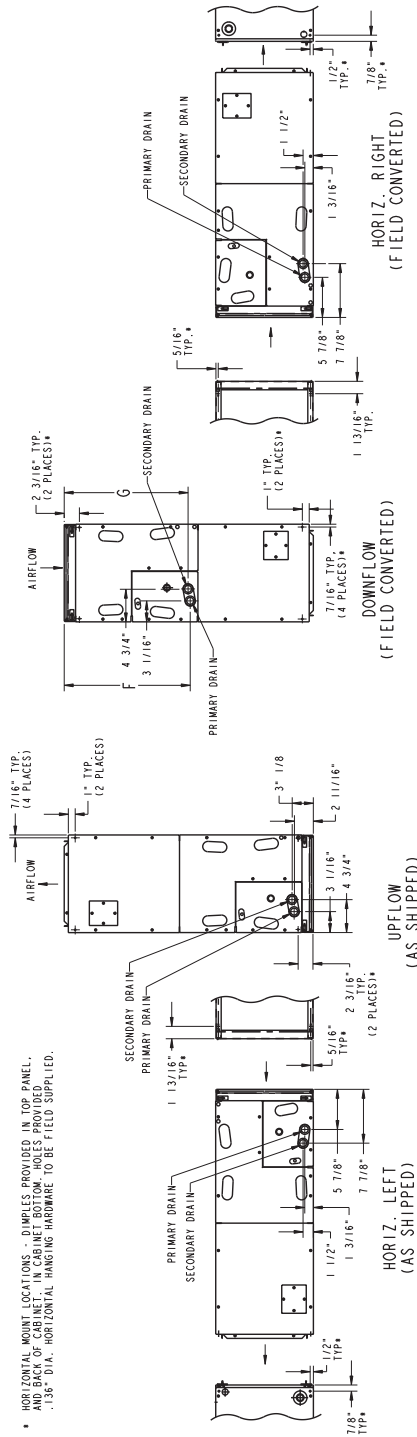 * HORIZONTAL MOUNT LOCATIONS - DIMPLES PROVIDED IN TOP PANEL,
AND BACK OF CABINET. IN CABINET BOTTOM, HOLES PROVIDED
.136" DIA. HORIZONTAL HANGING HARDWARE TO BE FIELD SUPPLIED.
7/8"
TYP*
1/2"
TYP*
PRIMARY DRAIN
SECONDARY DRAIN
1 1/2"
1 3/16"
5 7/8"
7 7/8"
HORIZ. LEFT
(AS SHIPPED)
1 13/16"
TYP*
5/16"
TYP*
SECONDARY DRAIN
PRIMARY DRAIN
AIRFLOW
7/16" TYP
(4 PLACES)
1" TYP.
(2 PLACES)
3" 1/8
2 11/16"
3 1/16"
4 3/4"
2 3/16"
TYP.
(2 PLACES)*
UPFLOW
(AS SHIPPED)
AIRFLOW
2 3/16" TYP.
(2 PLACES)*
F
G
4 3/4"
3 1/16"
PRIMARY DRAIN
SECONDARY DRAIN
1" TYP.
(2 PLACES)*
7/16" TYP,
(4 PLACES)*
DOWNFLOW
(FIELD CONVERTED)
5/16"
TYP.*
1 13/16"
TYP.
PRIMARY DRAIN
SECONDARY DRAIN
5 7/8"
7 7/8"
1 3/16"
1 1/2"
1/2"
TYP.*
7/8"
TYP.*
HORIZ. RIGHT
(FIELD CONVERTED)